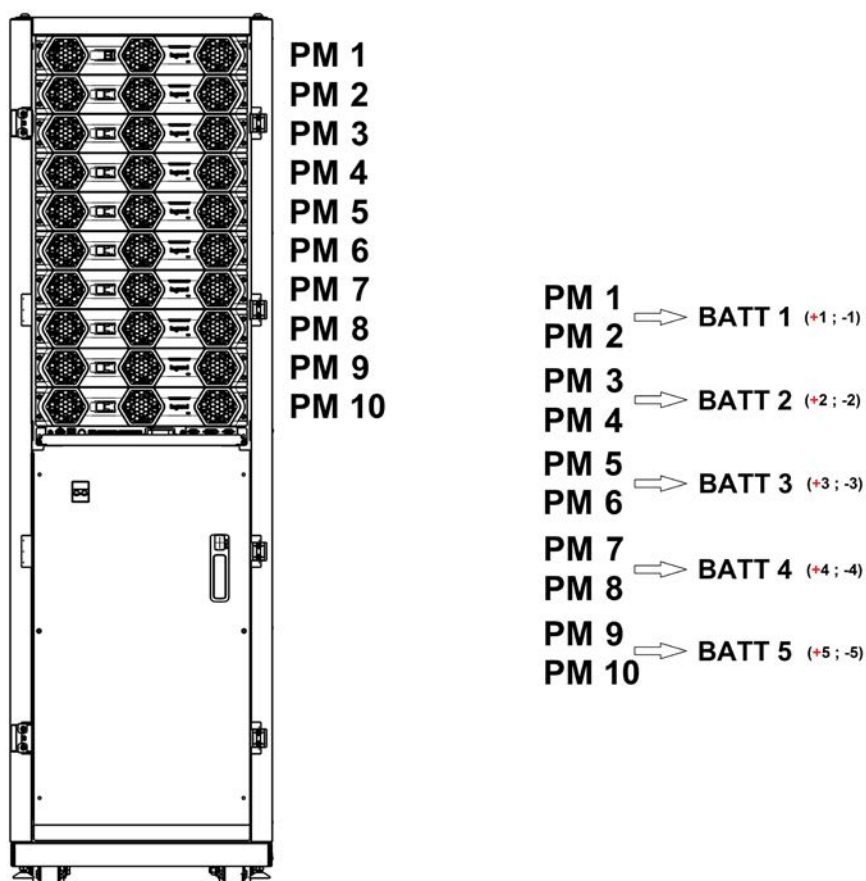 PM 1
PM 2
PM 3
PM 4
PM 5
PM 6
PM 7
PM 8
PM 9
PM 10
PM 1
PM 2
BATT 1 (+1 ; -1)
PM 3
PM 4
BATT 2 (+2 ; -2)
PM 5
PM 6
BATT 3 (+3 ; -3)
PM 7
PM 8
BATT 4 (+4 ; -4)
PM 9
PM 10
BATT 5 (+5 ; -5)